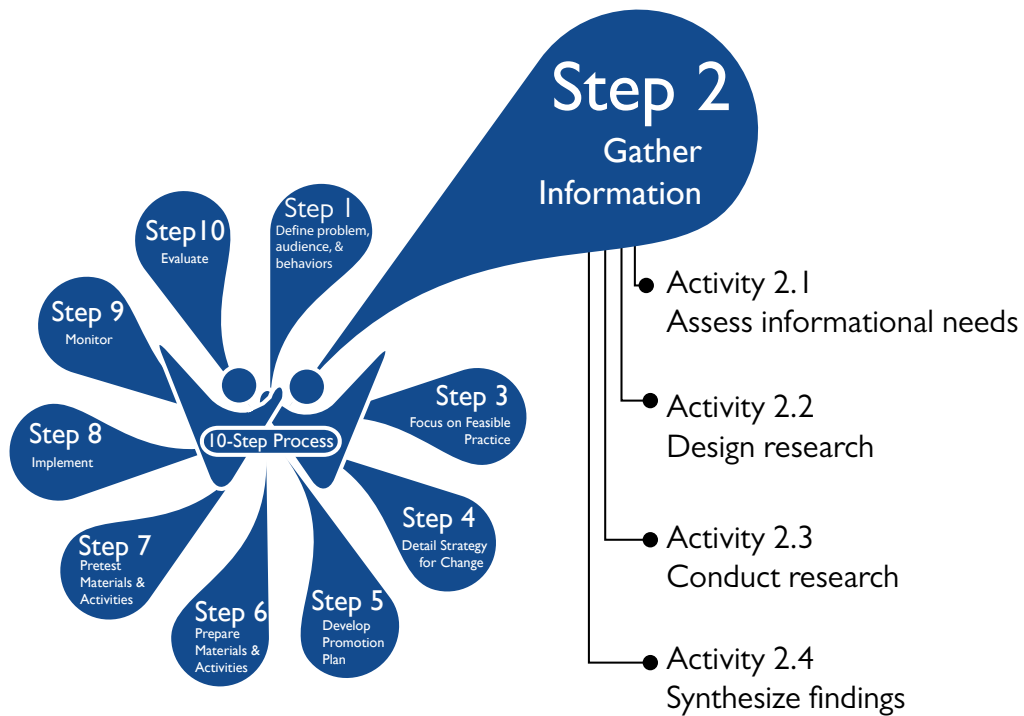 Step 2
Gather
Information
Step 1
Define problem,
audience, &
behaviors
Step10
Evaluate
Step 9
Monitor
Step 8
Implement
Step 7
Pretest
Materials &
Activities
Step 6
Prepare
Materials &
Activities
Step 5
Develop
Promotion
Plan
Step 4
Detail Strategy
for Change
Step 3
Focus on Feasible
Practice
10-Step Process
Activity 2.1
Assess informational needs
Activity 2.2
Design research
Activity 2.3
Conduct research
Activity 2.4
Synthesize findings